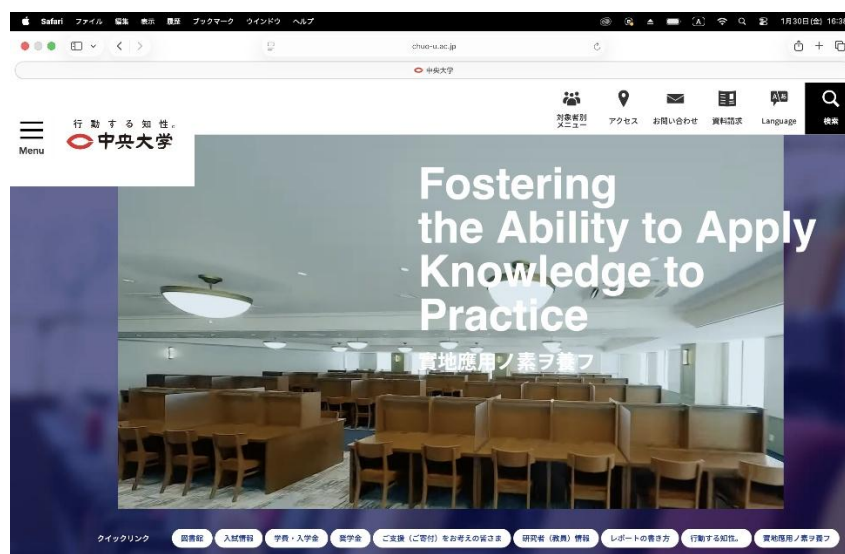 Safari ファイル 編集 表示 履歴 ブックマーク ウインドウ ヘルプ
A 1月30日(金) 16:38
chuo-u.ac.jp
中央大学
Menu
行動する知性。
中央大学
対象者別
メニュー
アクセス
お問い合わせ
資料請求
Language
検索
Fostering
the Ability to Apply
Knowledge to
Practice
實地應用ノ素ヲ養フ
クイックリンク 図書館 入試情報 学費・入学金 奨学金 ご支援（ご寄付）をお考えの皆さま 研究者（教員）情報 レポートの書き方 行動する知性。 實地應用ノ素ヲ養フ